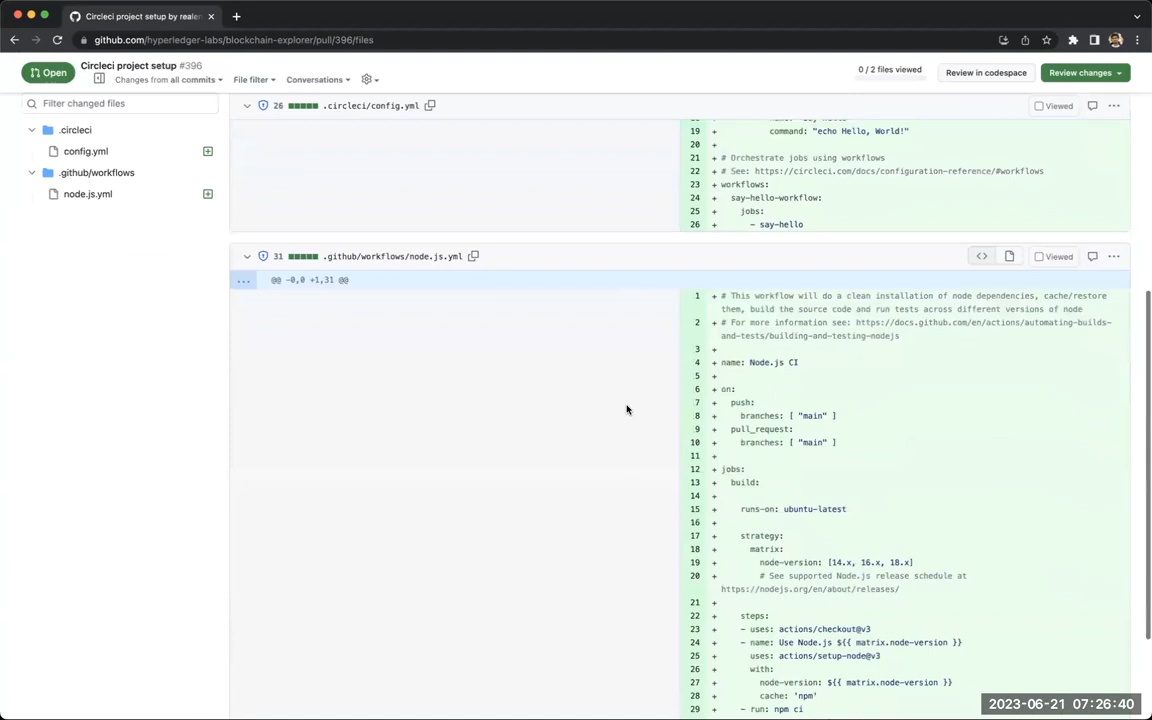 Circleci project setup by realer
github.com/hyperledger-labs/blockchain-explorer/pull/396/files
Open
Circleci project setup #396
Changes from all commits
File filter
Conversations
0 / 2 files viewed
Review in codespace
Review changes
Filter changed files
.circleci
config.yml
.github/workflows
node.js.yml
26 .circleci/config.yml
Viewed
19 + command: "echo Hello, World!"
20 +
21 + # Orchestrate jobs using workflows
22 + # See: https://circleci.com/docs/configuration-reference/#workflows
23 + workflows:
24 + say-hello-workflow:
25 + jobs:
26 + - say-hello
31 .github/workflows/node.js.yml
Viewed
... @@ -0,0 +1,31 @@
1 + # This workflow will do a clean installation of node dependencies, cache/restore
them, build the source code and run tests across different versions of node
2 + # For more information see: https://docs.github.com/en/actions/automating-builds-
and-tests/building-and-testing-nodejs
3 +
4 + name: Node.js CI
5 +
6 + on:
7 + push:
8 + branches: [ "main" ]
9 + pull_request:
10 + branches: [ "main" ]
11 +
12 + jobs:
13 + build:
14 +
15 + runs-on: ubuntu-latest
16 +
17 + strategy:
18 + matrix:
19 + node-version: [14.x, 16.x, 18.x]
20 + # See supported Node.js release schedule at
https://nodejs.org/en/about/releases/
21 +
22 + steps:
23 + - uses: actions/checkout@v3
24 + - name: Use Node.js ${{ matrix.node-version }}
25 + uses: actions/setup-node@v3
26 + with:
27 + node-version: ${{ matrix.node-version }}
28 + cache: 'npm'
29 + - run: npm ci
2023-06-21 07:26:40